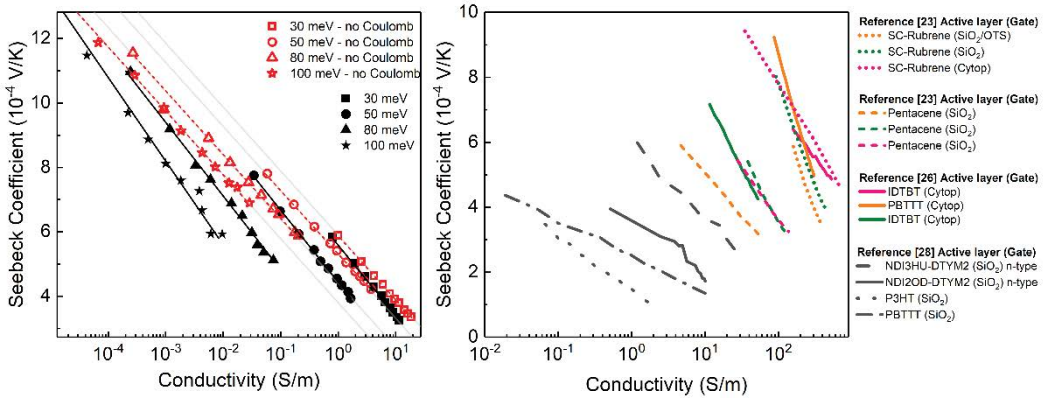 Seebeck Coefficient (10⁻⁴ V/K)
12
10
8
6
4
10⁻⁴
10⁻³
10⁻²
10⁻¹
10⁰
10¹
Conductivity (S/m)
30 meV - no Coulomb
50 meV - no Coulomb
80 meV - no Coulomb
100 meV - no Coulomb
30 meV
50 meV
80 meV
100 meV
Seebeck Coefficient (10⁻⁴ V/K)
10
8
6
4
2
0
10⁻²
10⁻¹
10⁰
10¹
10²
Conductivity (S/m)
Reference [23] Active layer (Gate)
SC-Rubrene (SiO₂/OTS)
SC-Rubrene (SiO₂)
SC-Rubrene (Cytop)
Reference [23] Active layer (Gate)
Pentacene (SiO₂)
Pentacene (SiO₂)
Pentacene (SiO₂)
Reference [26] Active layer (Gate)
IDTBT (Cytop)
PBTTT (Cytop)
IDTBT (Cytop)
Reference [28] Active layer (Gate)
NDI3HU-DTYM2 (SiO₂) n-type
NDI2OD-DTYM2 (SiO₂) n-type
P3HT (SiO₂)
PBTTT (SiO₂)